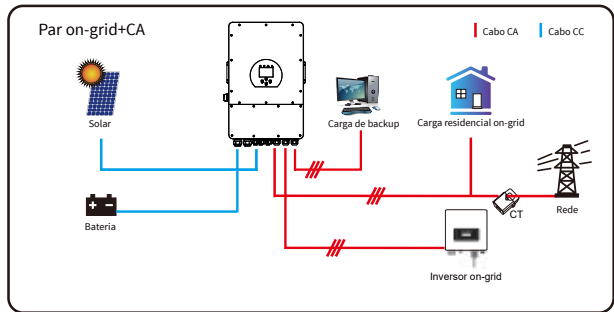 Par on-grid+CA
Cabo CA
Cabo CC
Solar
Carga de backup
Carga residencial on-grid
Bateria
CT
Rede
Inversor on-grid